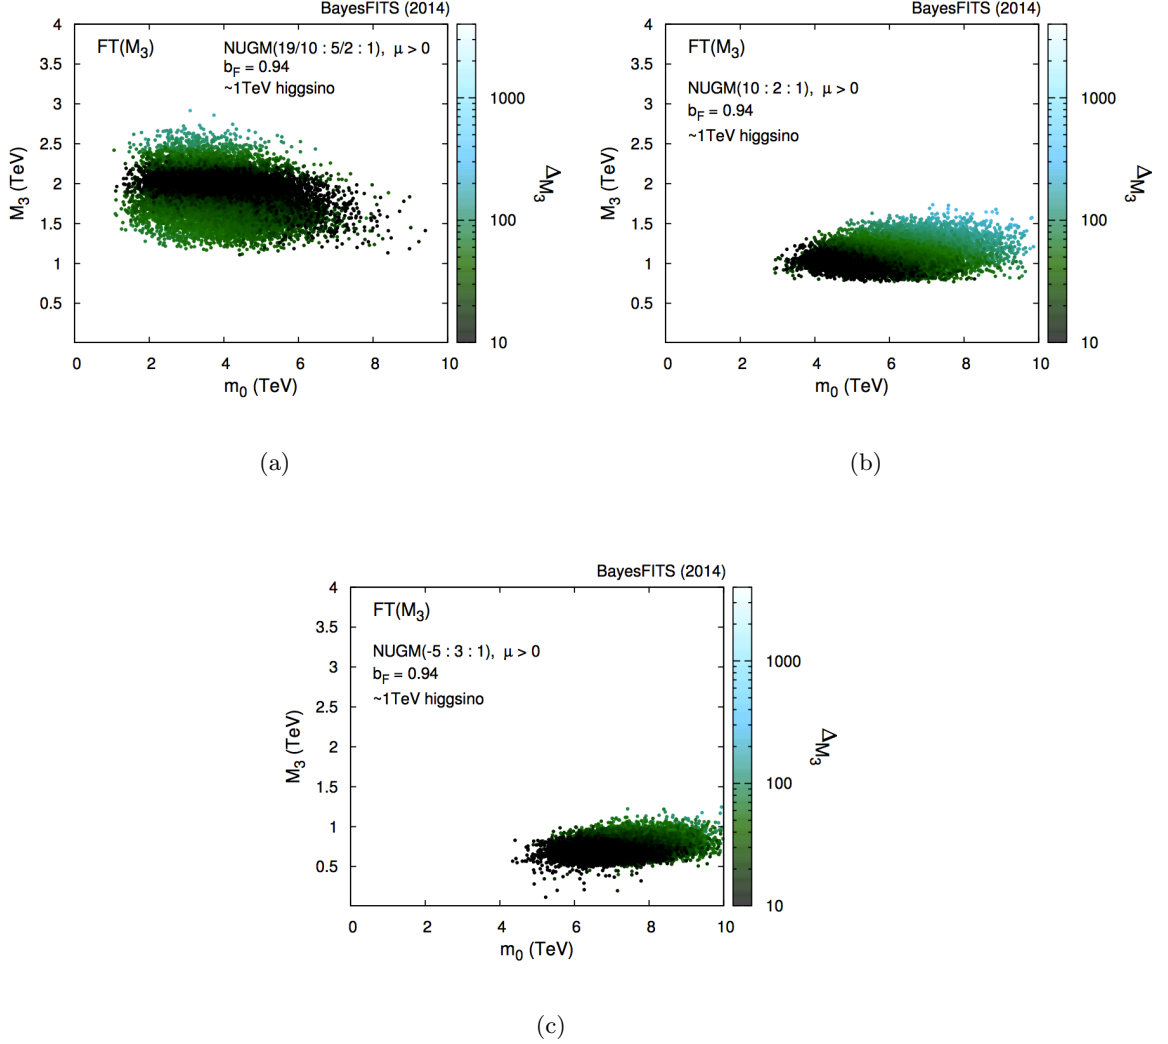 BayesFITS (2014)
FT(M₃)
NUGM(19/10 : 5/2 : 1), μ > 0
b_F = 0.94
~1TeV higgsino
4
3.5
3
2.5
2
1.5
1
0.5
M₃ (TeV)
0 2 4 6 8 10
m₀ (TeV)
1000
100
10
Δ_M₃
(a)
BayesFITS (2014)
FT(M₃)
NUGM(10 : 2 : 1), μ > 0
b_F = 0.94
~1TeV higgsino
4
3.5
3
2.5
2
1.5
1
0.5
M₃ (TeV)
0 2 4 6 8 10
m₀ (TeV)
1000
100
10
Δ_M₃
(b)
BayesFITS (2014)
FT(M₃)
NUGM(-5 : 3 : 1), μ > 0
b_F = 0.94
~1TeV higgsino
4
3.5
3
2.5
2
1.5
1
0.5
M₃ (TeV)
0 2 4 6 8 10
m₀ (TeV)
1000
100
10
Δ_M₃
(c)